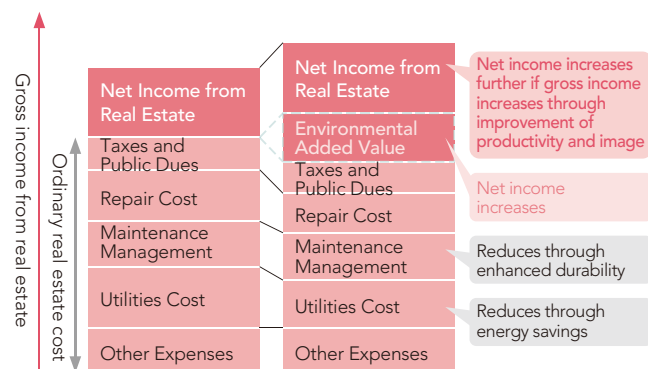 Gross income from real estate
Ordinary real estate cost
Net Income from
Real Estate
Taxes and
Public Dues
Repair Cost
Maintenance
Management
Utilities Cost
Other Expenses
Net Income from
Real Estate
Environmental
Added Value
Taxes and
Public Dues
Repair Cost
Maintenance
Management
Utilities Cost
Other Expenses
Net income increases
further if gross income
increases through
improvement of
productivity and image
Net income
increases
Reduces through
enhanced durability
Reduces through
energy savings